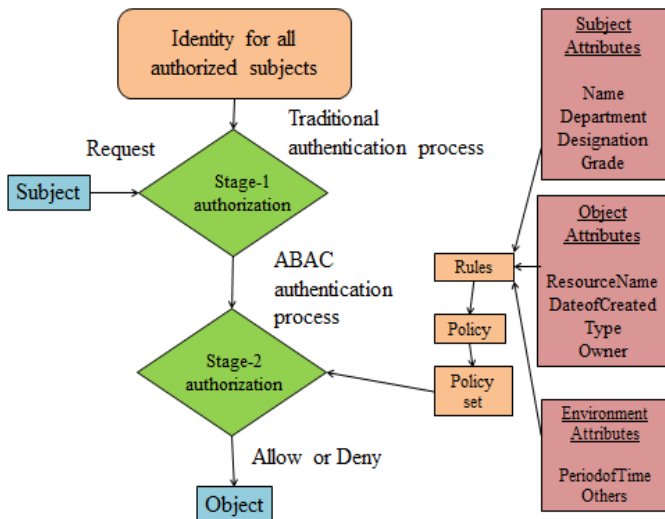 Identity for all
authorized subjects
Traditional
authentication process
Request
Subject
Stage-1
authorization
ABAC
authentication
process
Stage-2
authorization
Allow or Deny
Object
Rules
Policy
Policy
set
Subject
Attributes
Name
Department
Designation
Grade
Object
Attributes
ResourceName
DateofCreated
Type
Owner
Environment
Attributes
PeriodofTime
Others